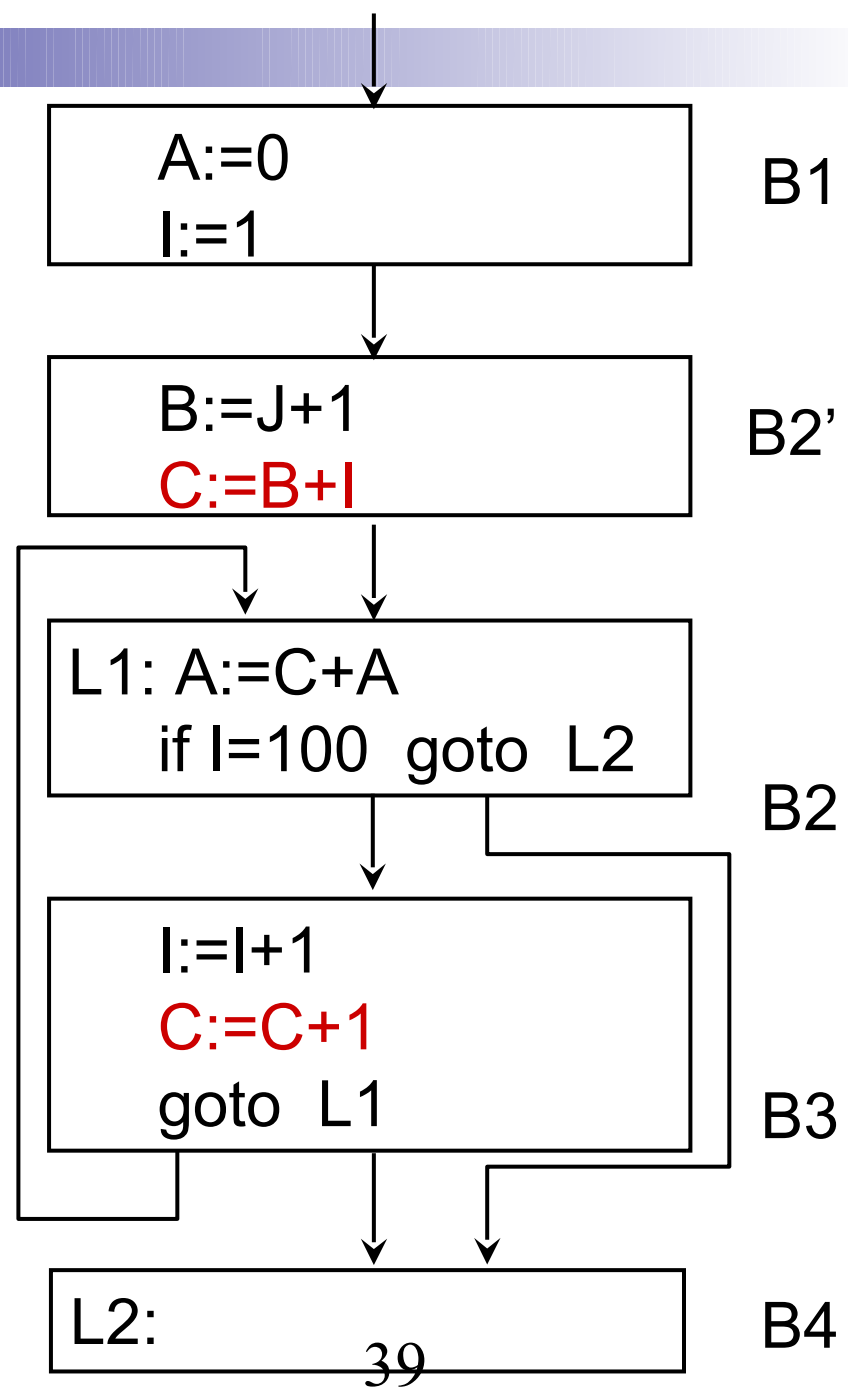 A:=0
I:=1
B1
B:=J+1
C:=B+I
B2’
L1: A:=C+A
if I=100 goto L2
B2
I:=I+1
C:=C+1
goto L1
B3
L2:
B4
39